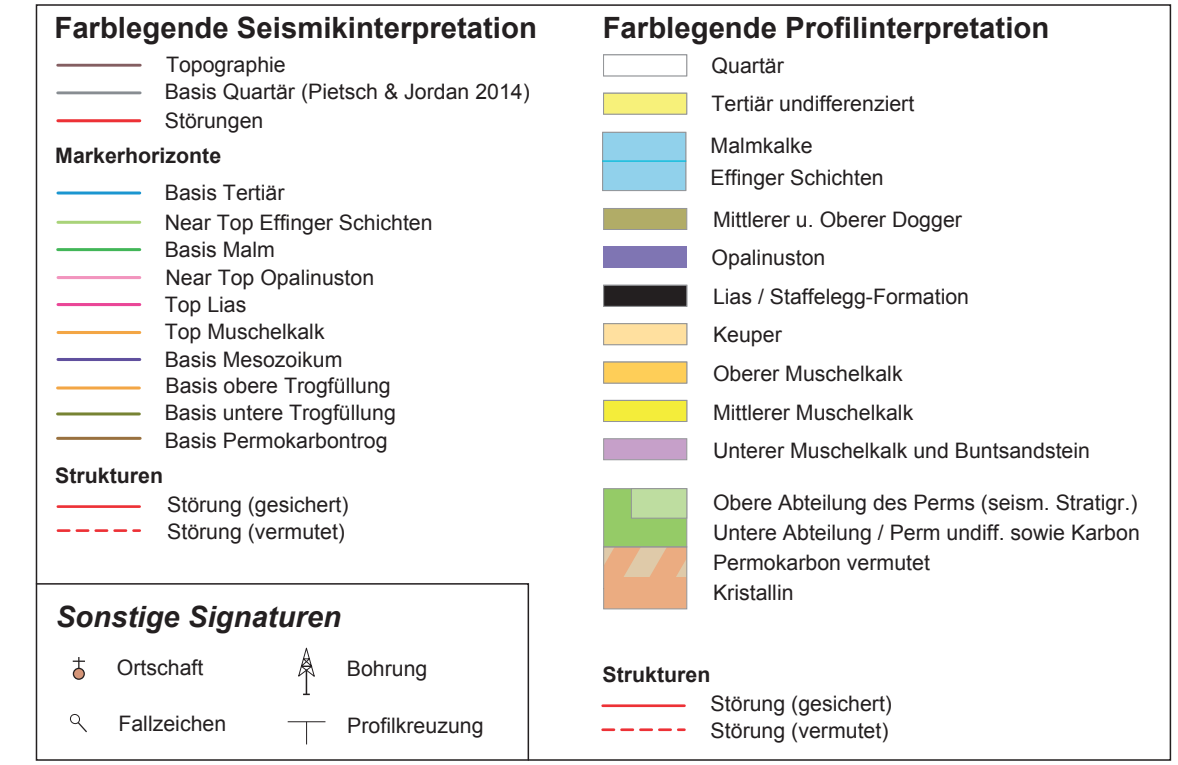 Farblegende Seismikinterpretation
Topographie
Basis Quartär (Pietsch & Jordan 2014)
Störungen
Markerhorizonte
Basis Tertiär
Near Top Effinger Schichten
Basis Malm
Near Top Opalinuston
Top Lias
Top Muschelkalk
Basis Mesozoikum
Basis obere Trogfüllung
Basis untere Trogfüllung
Basis Permokarbontrog
Strukturen
Störung (gesichert)
Störung (vermutet)
Sonstige Signaturen
Ortschaft
Bohrung
Fallzeichen
Profilkreuzung
Farblegende Profilinterpretation
Quartär
Tertiär undifferenziert
Malmkalke
Effinger Schichten
Mittlerer u. Oberer Dogger
Opalinuston
Lias / Staffelegg-Formation
Keuper
Oberer Muschelkalk
Mittlerer Muschelkalk
Unterer Muschelkalk und Buntsandstein
Obere Abteilung des Perms (seism. Stratigr.)
Untere Abteilung / Perm undiff. sowie Karbon
Permokarbon vermutet
Kristallin
Strukturen
Störung (gesichert)
Störung (vermutet)